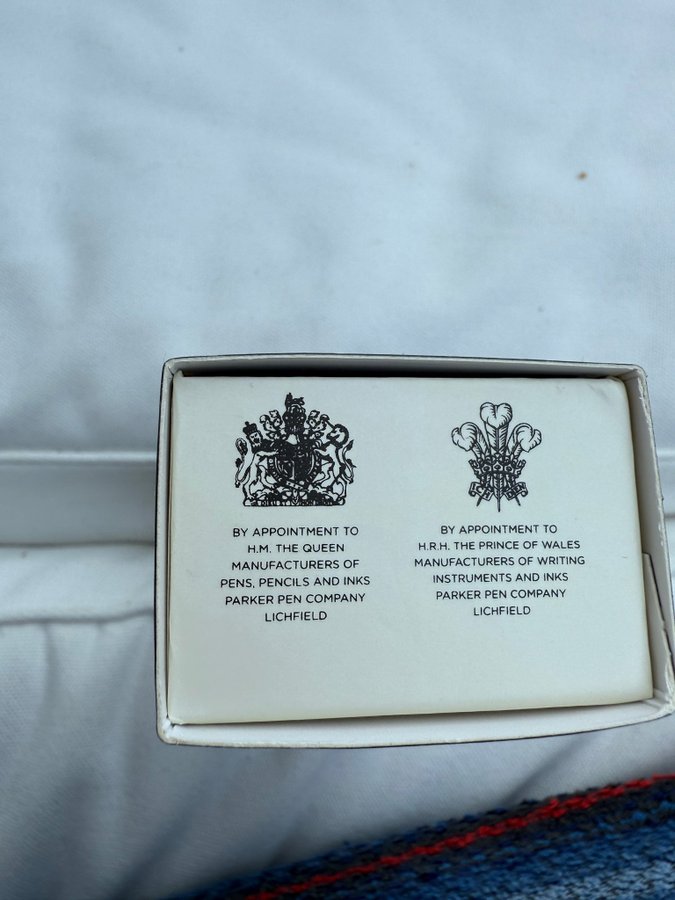 BY APPOINTMENT TO
H.M. THE QUEEN
MANUFACTURERS OF
PENS, PENCILS AND INKS
PARKER PEN COMPANY
LICHFIELD
BY APPOINTMENT TO
H.R.H. THE PRINCE OF WALES
MANUFACTURERS OF WRITING
INSTRUMENTS AND INKS
PARKER PEN COMPANY
LICHFIELD